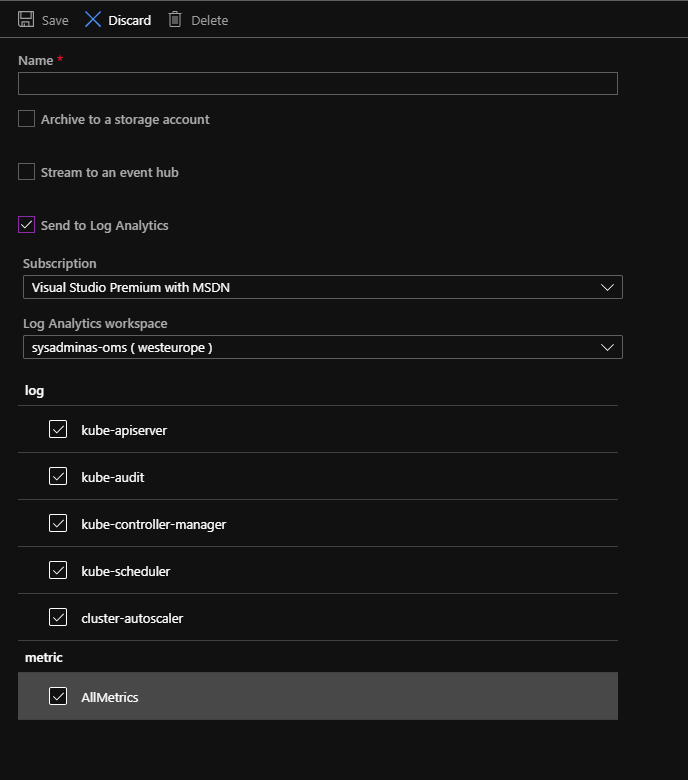 Save Discard Delete
Name *
Archive to a storage account
Stream to an event hub
Send to Log Analytics
Subscription
Visual Studio Premium with MSDN
Log Analytics workspace
sysadminas-oms ( westeurope )
log
kube-apiserver
kube-audit
kube-controller-manager
kube-scheduler
cluster-autoscaler
metric
AllMetrics